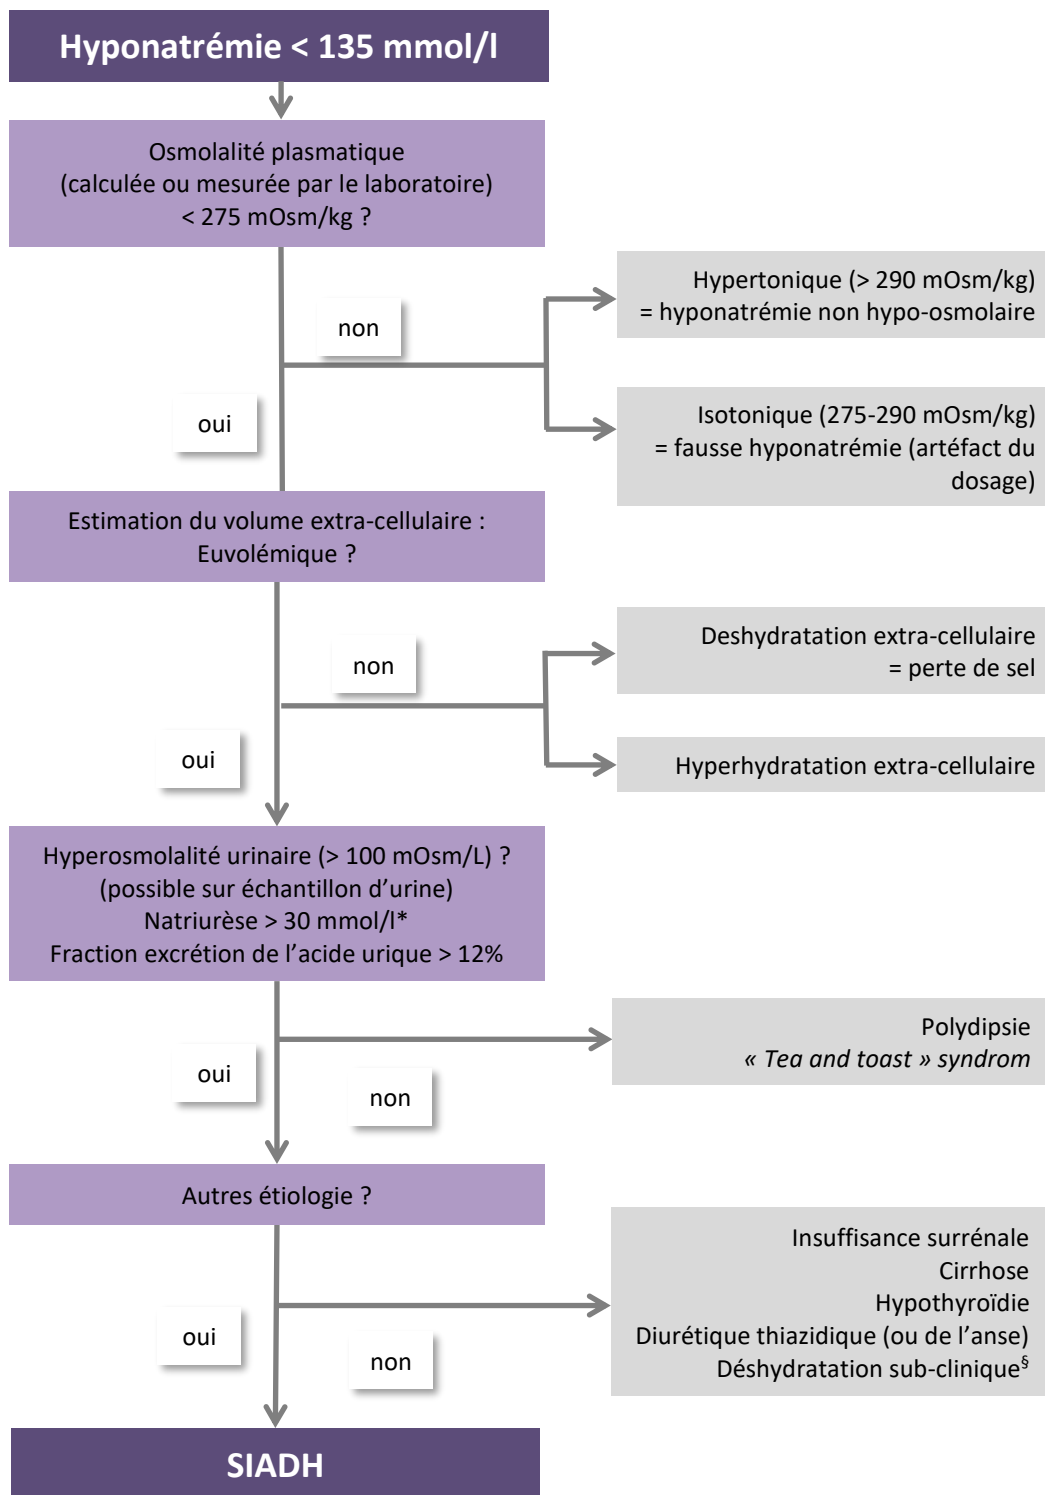 Hyponatrémie < 135 mmol/l
Osmolalité plasmatique
(calculée ou mesurée par le laboratoire)
< 275 mOsm/kg ?
non
Hypertonique (> 290 mOsm/kg)
= hyponatrémie non hypo-osmolaire
oui
Isotonique (275-290 mOsm/kg)
= fausse hyponatrémie (artéfact du
dosage)
Estimation du volume extra-cellulaire :
Euvolémique ?
non
Deshydratation extra-cellulaire
= perte de sel
oui
Hyperhydratation extra-cellulaire
Hyperosmolalité urinaire (> 100 mOsm/L) ?
(possible sur échantillon d’urine)
Natriurèse > 30 mmol/l*
Fraction excrétion de l’acide urique > 12%
Polydipsie
« Tea and toast » syndrom
oui
non
Autres étiologie ?
Insuffisance surrénale
Cirrhose
Hypothyroïdie
Diurétique thiazidique (ou de l’anse)
Déshydratation sub-clinique§
oui
non
SIADH